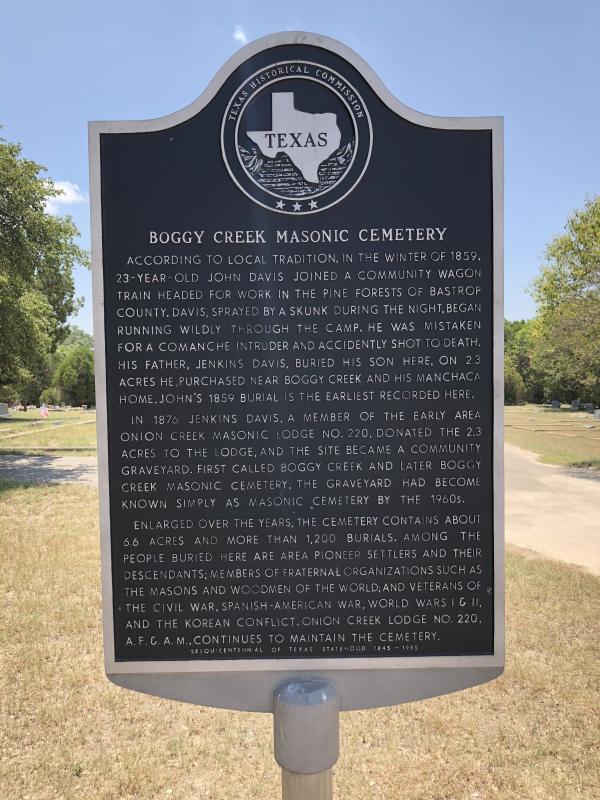 TEXAS HISTORICAL COMMISSION
TEXAS
BOGGY CREEK MASONIC CEMETERY
ACCORDING TO LOCAL TRADITION, IN THE WINTER OF 1859,
23-YEAR-OLD JOHN DAVIS JOINED A COMMUNITY WAGON
TRAIN HEADED FOR WORK IN THE PINE FORESTS OF BASTROP
COUNTY. DAVIS, SPRAYED BY A SKUNK DURING THE NIGHT, BEGAN
RUNNING WILDLY THROUGH THE CAMP. HE WAS MISTAKEN
FOR A COMANCHE INTRUDER AND ACCIDENTLY SHOT TO DEATH.
HIS FATHER, JENKINS DAVIS, BURIED HIS SON HERE, ON 2.3
ACRES HE PURCHASED NEAR BOGGY CREEK AND HIS MANCHACA
HOME. JOHN'S 1859 BURIAL IS THE EARLIEST RECORDED HERE.
IN 1876 JENKINS DAVIS, A MEMBER OF THE EARLY AREA
ONION CREEK MASONIC LODGE NO. 220, DONATED THE 2.3
ACRES TO THE LODGE, AND THE SITE BECAME A COMMUNITY
GRAVEYARD. FIRST CALLED BOGGY CREEK AND LATER BOGGY
CREEK MASONIC CEMETERY, THE GRAVEYARD HAD BECOME
KNOWN SIMPLY AS MASONIC CEMETERY BY THE 1960s.
ENLARGED OVER THE YEARS, THE CEMETERY CONTAINS ABOUT
6.6 ACRES AND MORE THAN 1,200 BURIALS. AMONG THE
PEOPLE BURIED HERE ARE AREA PIONEER SETTLERS AND THEIR
DESCENDANTS; MEMBERS OF FRATERNAL ORGANIZATIONS SUCH AS
THE MASONS AND WOODMEN OF THE WORLD; AND VETERANS OF
THE CIVIL WAR, SPANISH-AMERICAN WAR, WORLD WARS I & II,
AND THE KOREAN CONFLICT. ONION CREEK LODGE NO. 220,
A.F. & A.M., CONTINUES TO MAINTAIN THE CEMETERY.
SESQUICENTENNIAL OF TEXAS STATEHOOD 1845 - 1995